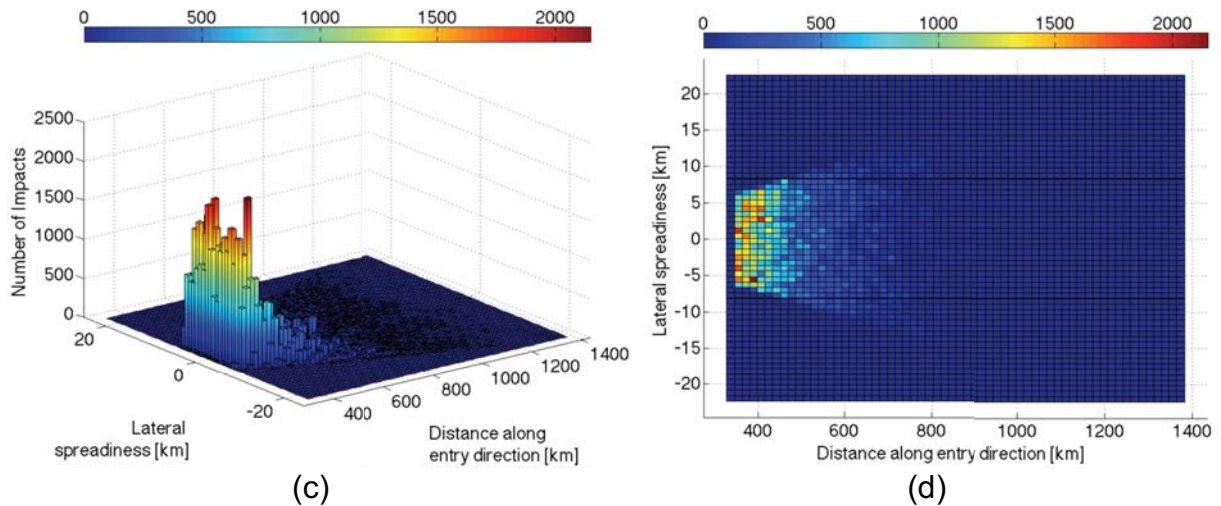 0 500 1000 1500 2000
2500
2000
1500
1000
500
0
Number of Impacts
20
0
-20
Lateral
spreadiness [km]
400 600 800 1000 1200 1400
Distance along
entry direction [km]
(c)
0 500 1000 1500 2000
20
15
10
5
0
-5
-10
-15
-20
Lateral spreadiness [km]
400 600 800 1000 1200 1400
Distance along entry direction [km]
(d)